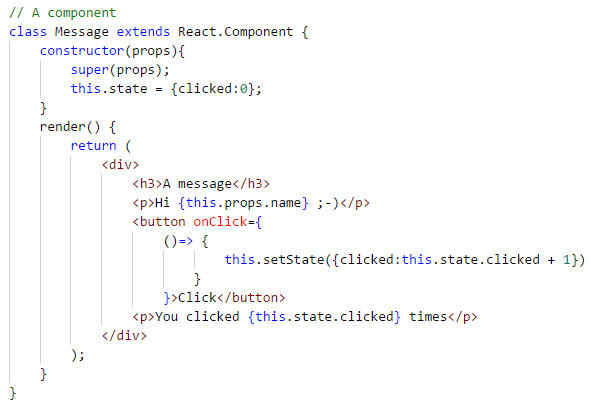 // A component
class Message extends React.Component {
    constructor(props){
        super(props);
        this.state = {clicked:0};
    }
    render() {
        return (
            <div>
                <h3>A message</h3>
                <p>Hi {this.props.name} ;-)</p>
                <button onClick={
                    ()=> {
                            this.setState({clicked:this.state.clicked + 1})
                        }
                    }>Click</button>
                <p>You clicked {this.state.clicked} times</p>
            </div>
        );
    }
}